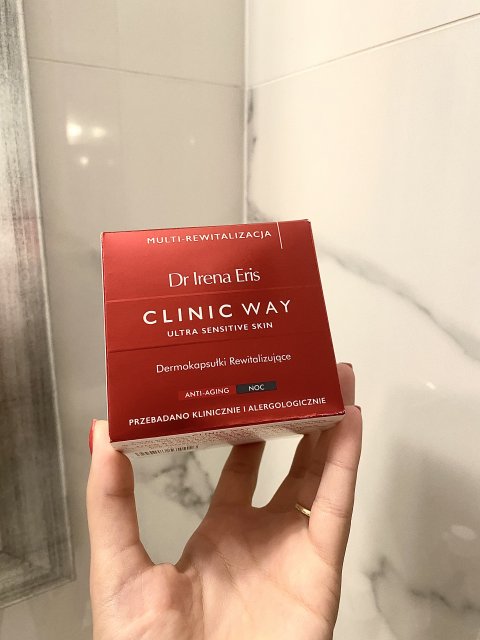 MULTI-REWITALIZACJA
Dr Irena Eris
CLINIC WAY
ULTRA SENSITIVE SKIN
Dermokapsułki Rewitalizujące
ANTI-AGING NOC
PRZEBADANO KLINICZNIE I ALERGOLOGICZNIE